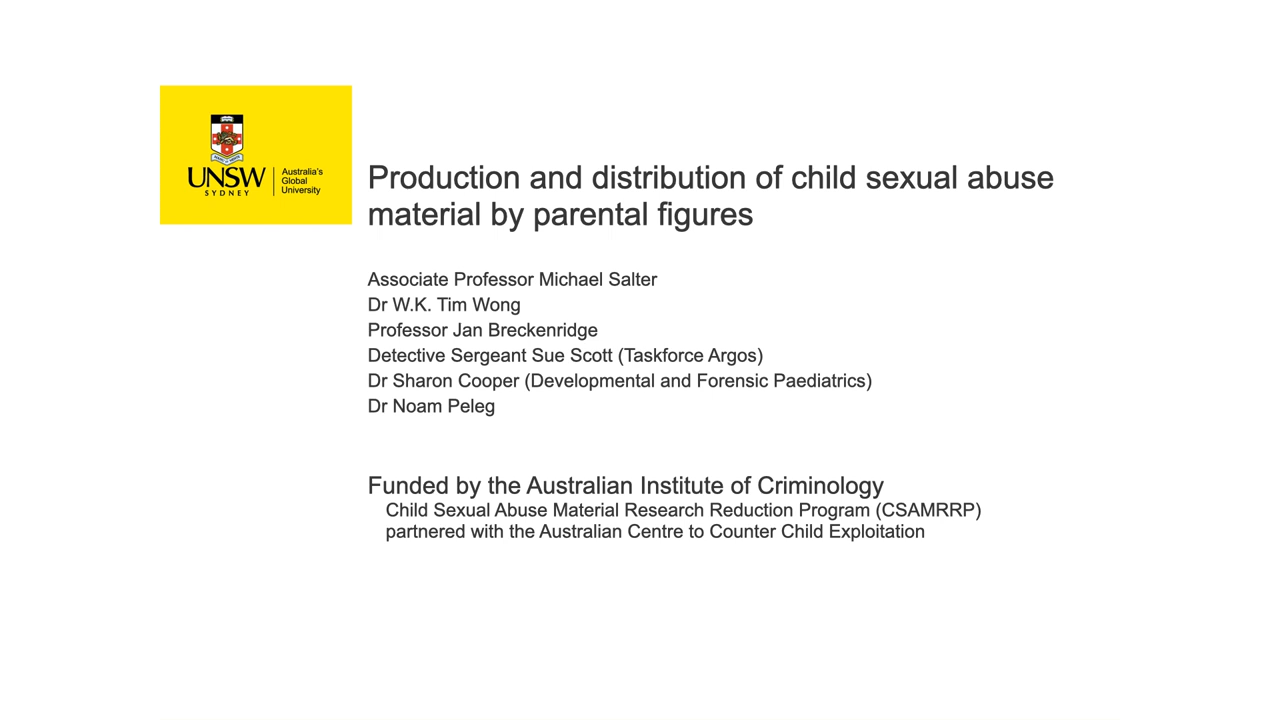 UNSW
SYDNEY
Australia's
Global
University
Production and distribution of child sexual abuse
material by parental figures
Associate Professor Michael Salter
Dr W.K. Tim Wong
Professor Jan Breckenridge
Detective Sergeant Sue Scott (Taskforce Argos)
Dr Sharon Cooper (Developmental and Forensic Paediatrics)
Dr Noam Peleg
Funded by the Australian Institute of Criminology
Child Sexual Abuse Material Research Reduction Program (CSAMRRP)
partnered with the Australian Centre to Counter Child Exploitation